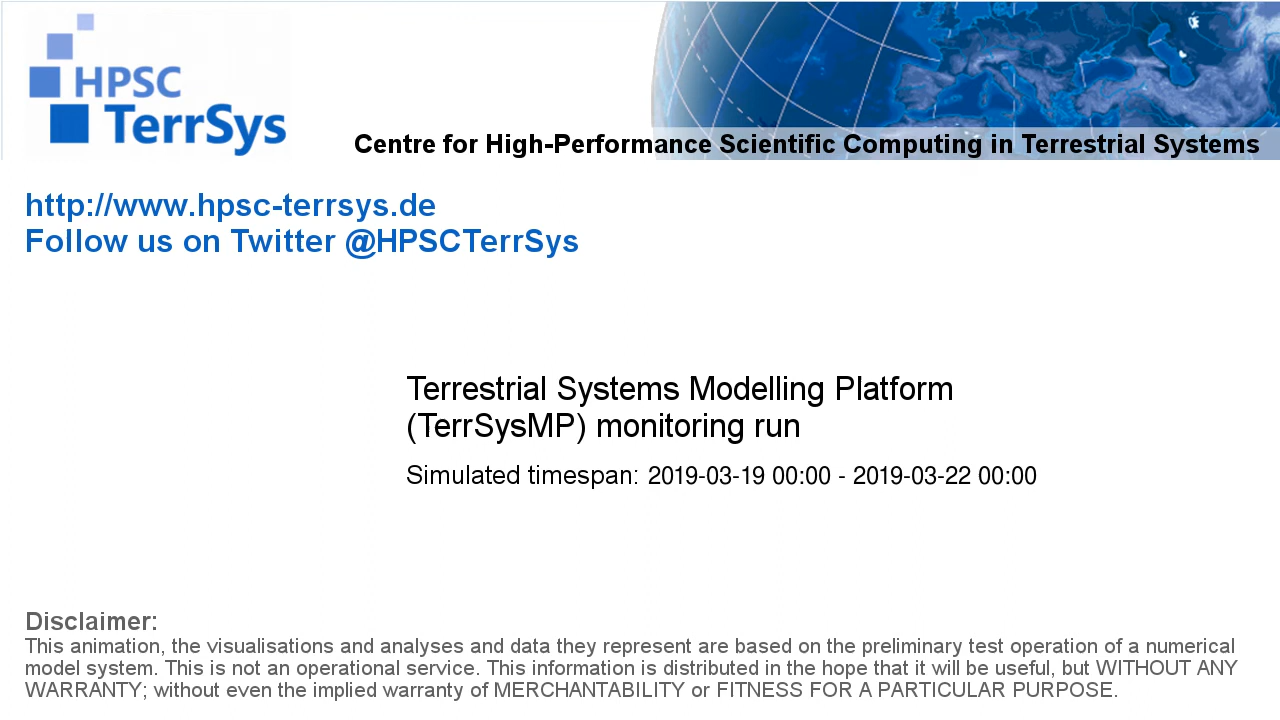 HPSC
TerrSys
Centre for High-Performance Scientific Computing in Terrestrial Systems
http://www.hpsc-terrsys.de
Follow us on Twitter @HPSCTerrSys
Terrestrial Systems Modelling Platform
(TerrSysMP) monitoring run
Simulated timespan: 2019-03-19 00:00 - 2019-03-22 00:00
Disclaimer:
This animation, the visualisations and analyses and data they represent are based on the preliminary test operation of a numerical
model system. This is not an operational service. This information is distributed in the hope that it will be useful, but WITHOUT ANY
WARRANTY; without even the implied warranty of MERCHANTABILITY or FITNESS FOR A PARTICULAR PURPOSE.